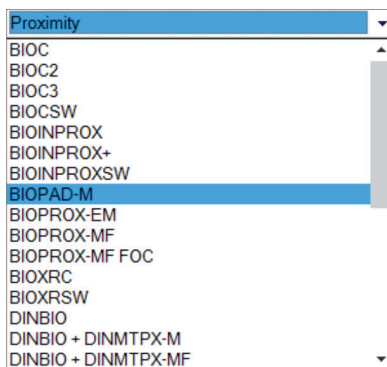 Proximity
BIOC
BIOC2
BIOC3
BIOCSW
BIOINPROX
BIOINPROX+
BIOINPROXSW
BIOPAD-M
BIOPROX-EM
BIOPROX-MF
BIOPROX-MF FOC
BIOXRC
BIOXRSW
DINBIO
DINBIO + DINMTPX-M
DINBIO + DINMTPX-MF